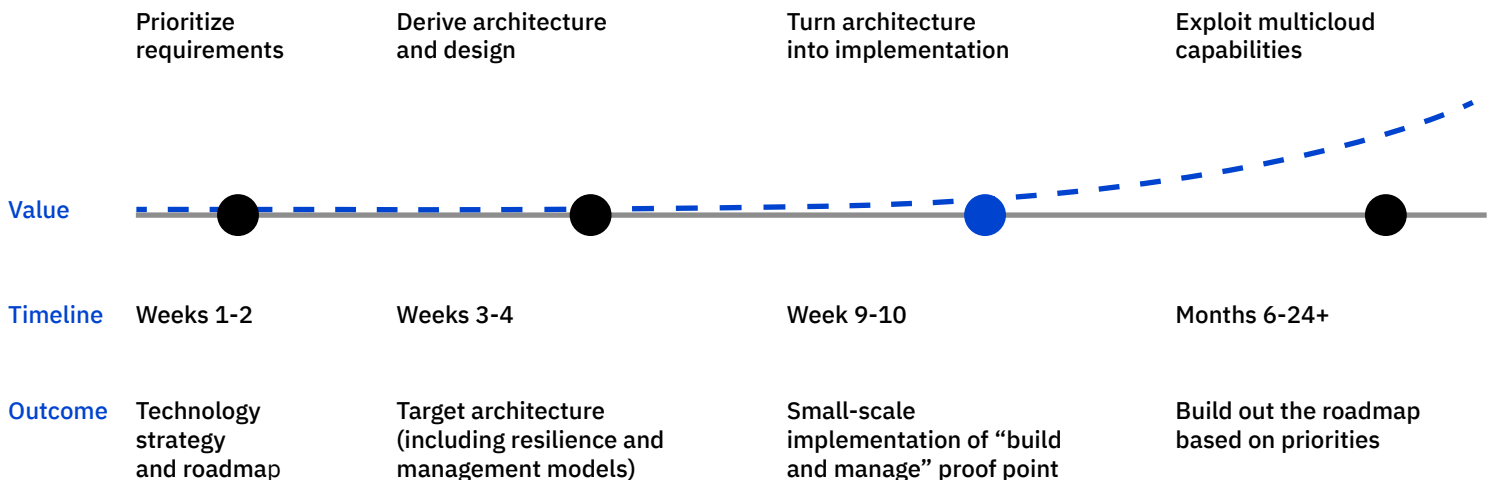 Prioritize
requirements
Derive architecture
and design
Turn architecture
into implementation
Exploit multicloud
capabilities
Value
Timeline
Weeks 1-2
Weeks 3-4
Week 9-10
Months 6-24+
Outcome
Technology
strategy
and roadmap
Target architecture
(including resilience and
management models)
Small-scale
implementation of “build
and manage” proof point
Build out the roadmap
based on priorities